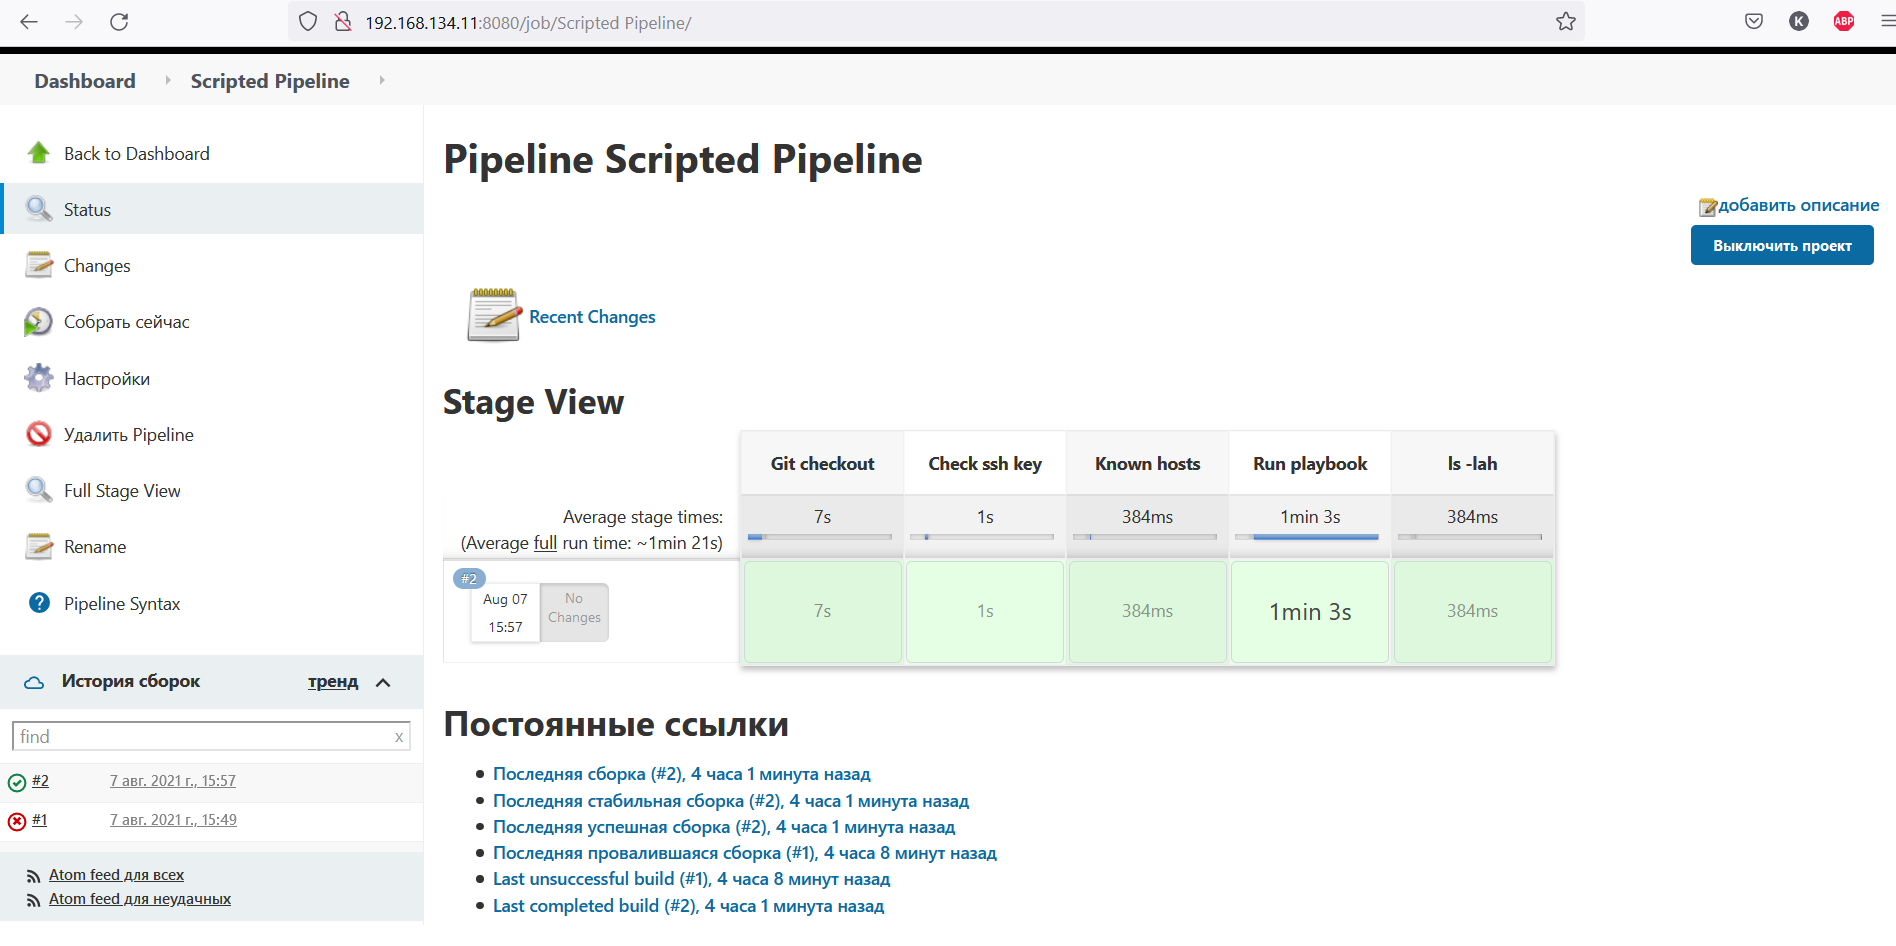 192.168.134.11:8080/job/Scripted Pipeline/
K
ABP
Dashboard
Scripted Pipeline
Back to Dashboard
Status
Changes
Собрать сейчас
Настройки
Удалить Pipeline
Full Stage View
Rename
Pipeline Syntax
История сборок
тренд
find
x
#2
7 авг. 2021 г., 15:57
#1
7 авг. 2021 г., 15:49
Atom feed для всех
Atom feed для неудачных
Pipeline Scripted Pipeline
добавить описание
Выключить проект
Recent Changes
Stage View
Git checkout
Check ssh key
Known hosts
Run playbook
ls -lah
Average stage times:
(Average full run time: ~1min 21s)
7s
1s
384ms
1min 3s
384ms
#2
Aug 07
15:57
No
Changes
7s
1s
384ms
1min 3s
384ms
Постоянные ссылки
Последняя сборка (#2), 4 часа 1 минута назад
Последняя стабильная сборка (#2), 4 часа 1 минута назад
Последняя успешная сборка (#2), 4 часа 1 минута назад
Последняя провалившаяся сборка (#1), 4 часа 8 минут назад
Last unsuccessful build (#1), 4 часа 8 минут назад
Last completed build (#2), 4 часа 1 минута назад